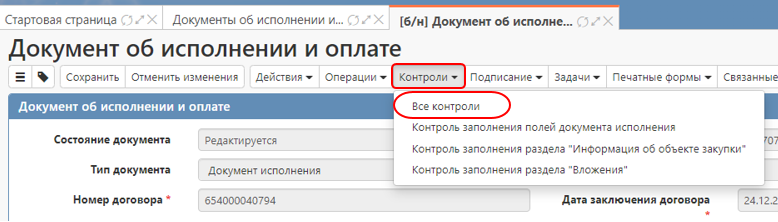 Стартовая страница Документы об исполнении и... [б/н] Документ об исполне...
Документ об исполнении и оплате
Сохранить Отменить изменения Действия Операции Контроли Подписание Задачи Печатные формы Связанные
Документ об исполнении и оплате
Все контроли
Состояние документа Редактируется
Контроль заполнения полей документа исполнения
Контроль заполнения раздела "Информация об объекте закупки"
Тип документа Документ исполнения
Контроль заполнения раздела "Вложения"
Номер договора * 654000040794 Дата заключения договора * 24.12.2